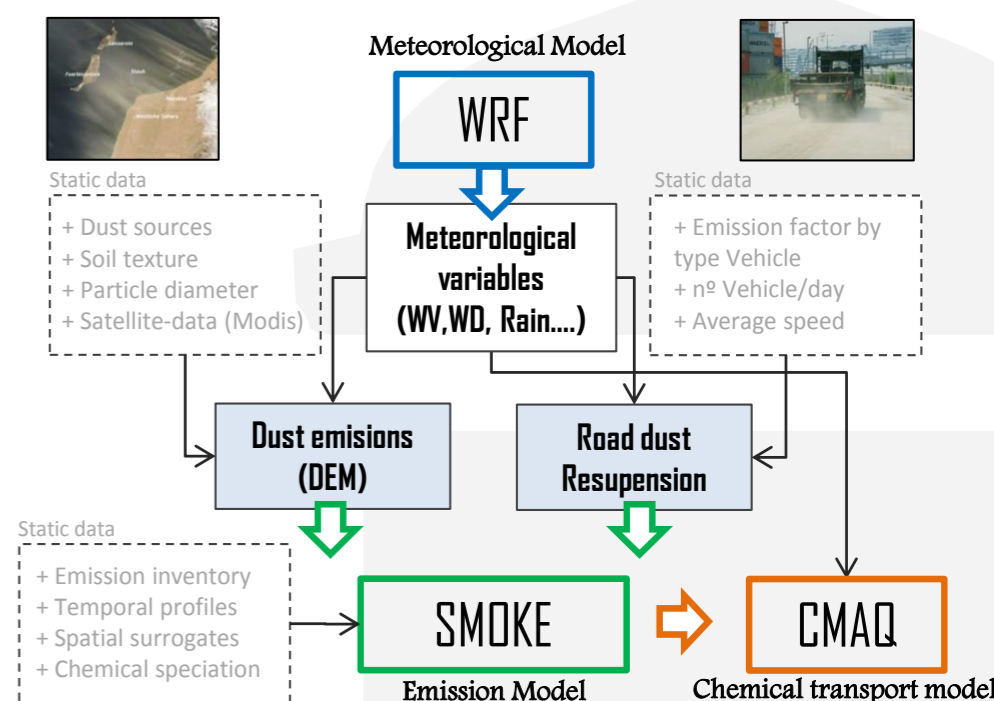 Meteorological Model
WRF
Static data
+ Dust sources
+ Soil texture
+ Particle diameter
+ Satellite-data (Modis)
Meteorological
variables
(WV,WD, Rain....)
Static data
+ Emission factor by
type Vehicle
+ nº Vehicle/day
+ Average speed
Dust emisions
(DEM)
Road dust
Resupension
Static data
+ Emission inventory
+ Temporal profiles
+ Spatial surrogates
+ Chemical speciation
SMOKE
Emission Model
CMAQ
Chemical transport model